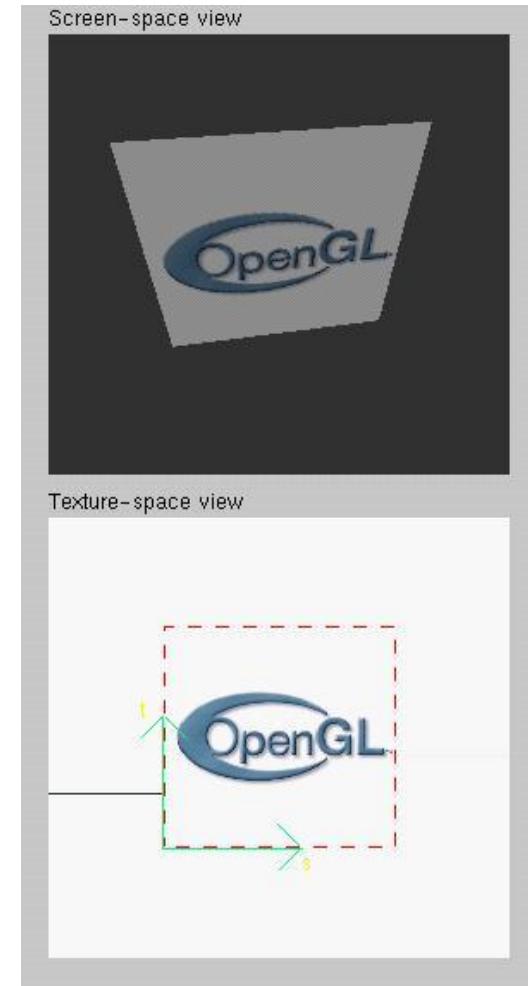 Screen-space view
OpenGL
Texture-space view
t
OpenGL
s